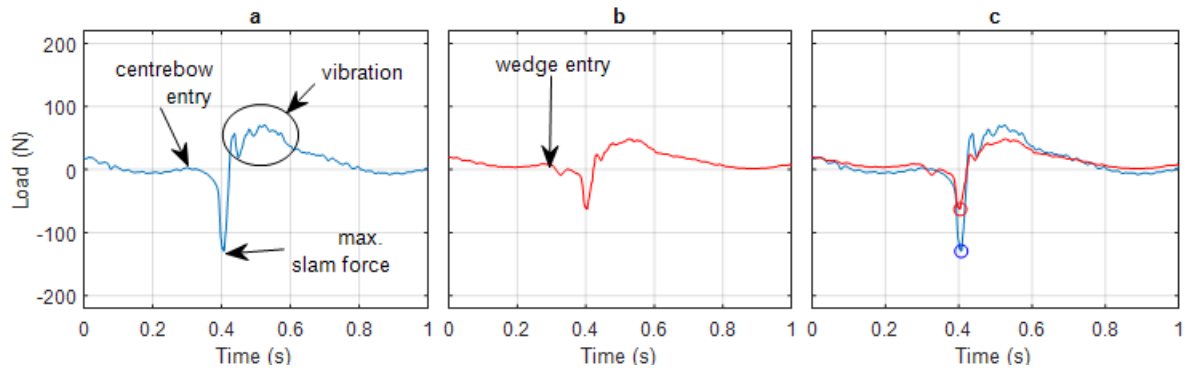 a
b
c
Load (N)
200
100
0
-100
-200
centrebow
entry
vibration
max.
slam force
wedge entry
0 0.2 0.4 0.6 0.8 1
0 0.2 0.4 0.6 0.8 1
0 0.2 0.4 0.6 0.8 1
Time (s)
Time (s)
Time (s)